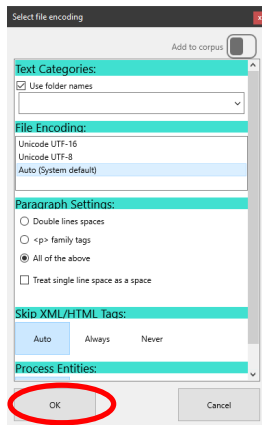 Select file encoding
x
Add to corpus
Text Categories:
Use folder names
File Encoding:
Unicode UTF-16
Unicode UTF-8
Auto (System default)
Paragraph Settings:
Double lines spaces
<p> family tags
All of the above
Treat single line space as a space
Skip XML/HTML Tags:
Auto Always Never
Process Entities:
OK Cancel